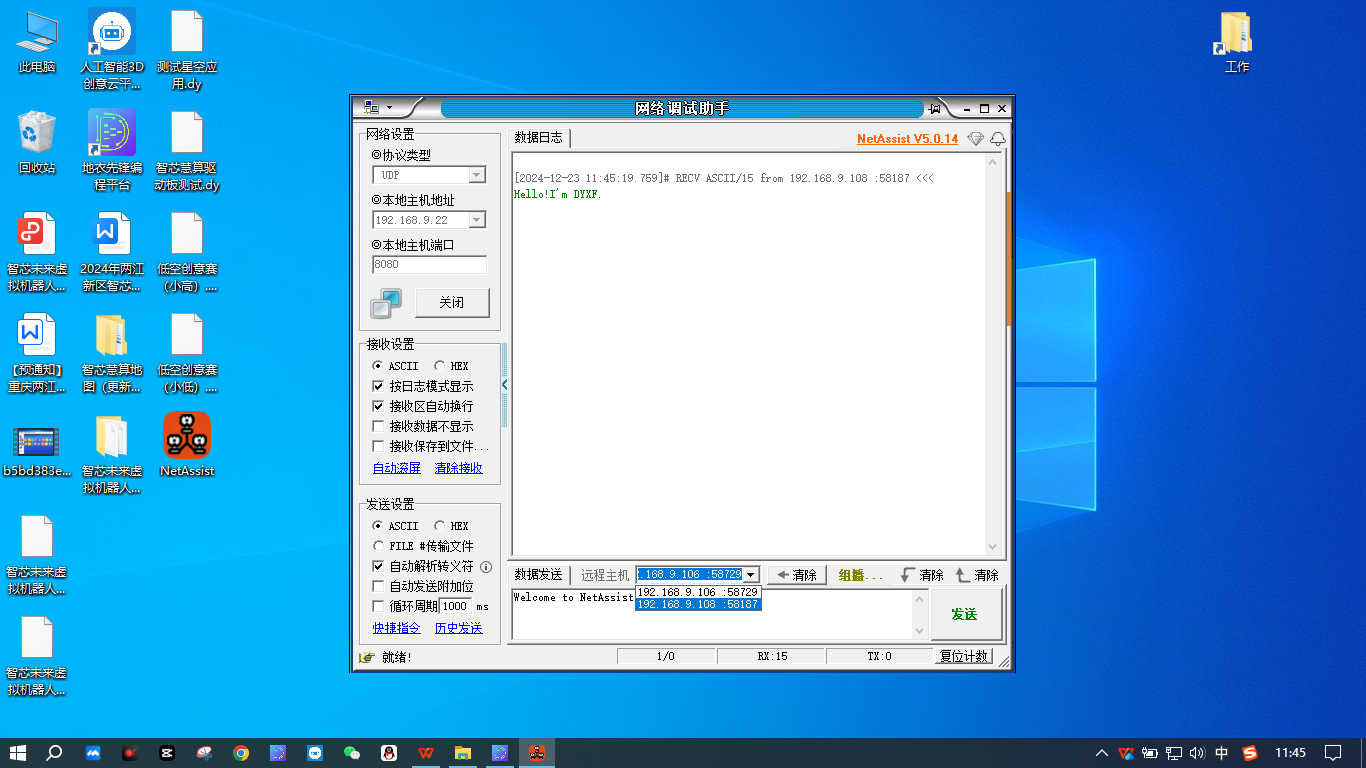 此电脑
人工智能3D
创意云平...
测试星空应
用.dy
工作
回收站
地衣先锋编
程平台
智芯慧算驱
动板测试.dy
智芯未来虚
拟机器人...
2024年两江
新区智芯...
低空创意赛
（小高）....
【预通知】
重庆两江...
智芯慧算地
图（更新...
低空创意赛
（小低）....
b5bd383e...
智芯未来虚
拟机器人...
NetAssist
智芯未来虚
拟机器人...
智芯未来虚
拟机器人...
网络调试助手
网络设置
协议类型
UDP
本地主机地址
192.168.9.22
本地主机端口
8080
关闭
接收设置
ASCII HEX
按日志模式显示
接收区自动换行
接收数据不显示
接收保存到文件...
自动滚屏 清除接收
发送设置
ASCII HEX
FILE #传输文件
自动解析转义符
自动发送附加位
循环周期 1000 ms
快捷指令 历史发送
数据日志
NetAssist V5.0.14
[2024-12-23 11:45:19.759]# RECV ASCII/15 from 192.168.9.108 :58187 <<<
Hello!I'm DYXF.
数据发送 远程主机 .168.9.106 :58729 清除 组播... 清除 清除
192.168.9.106 :58729
192.168.9.108 :58187
Welcome to NetAssist
发送
就绪! 1/0 RX:15 TX:0 复位计数
中 11:45